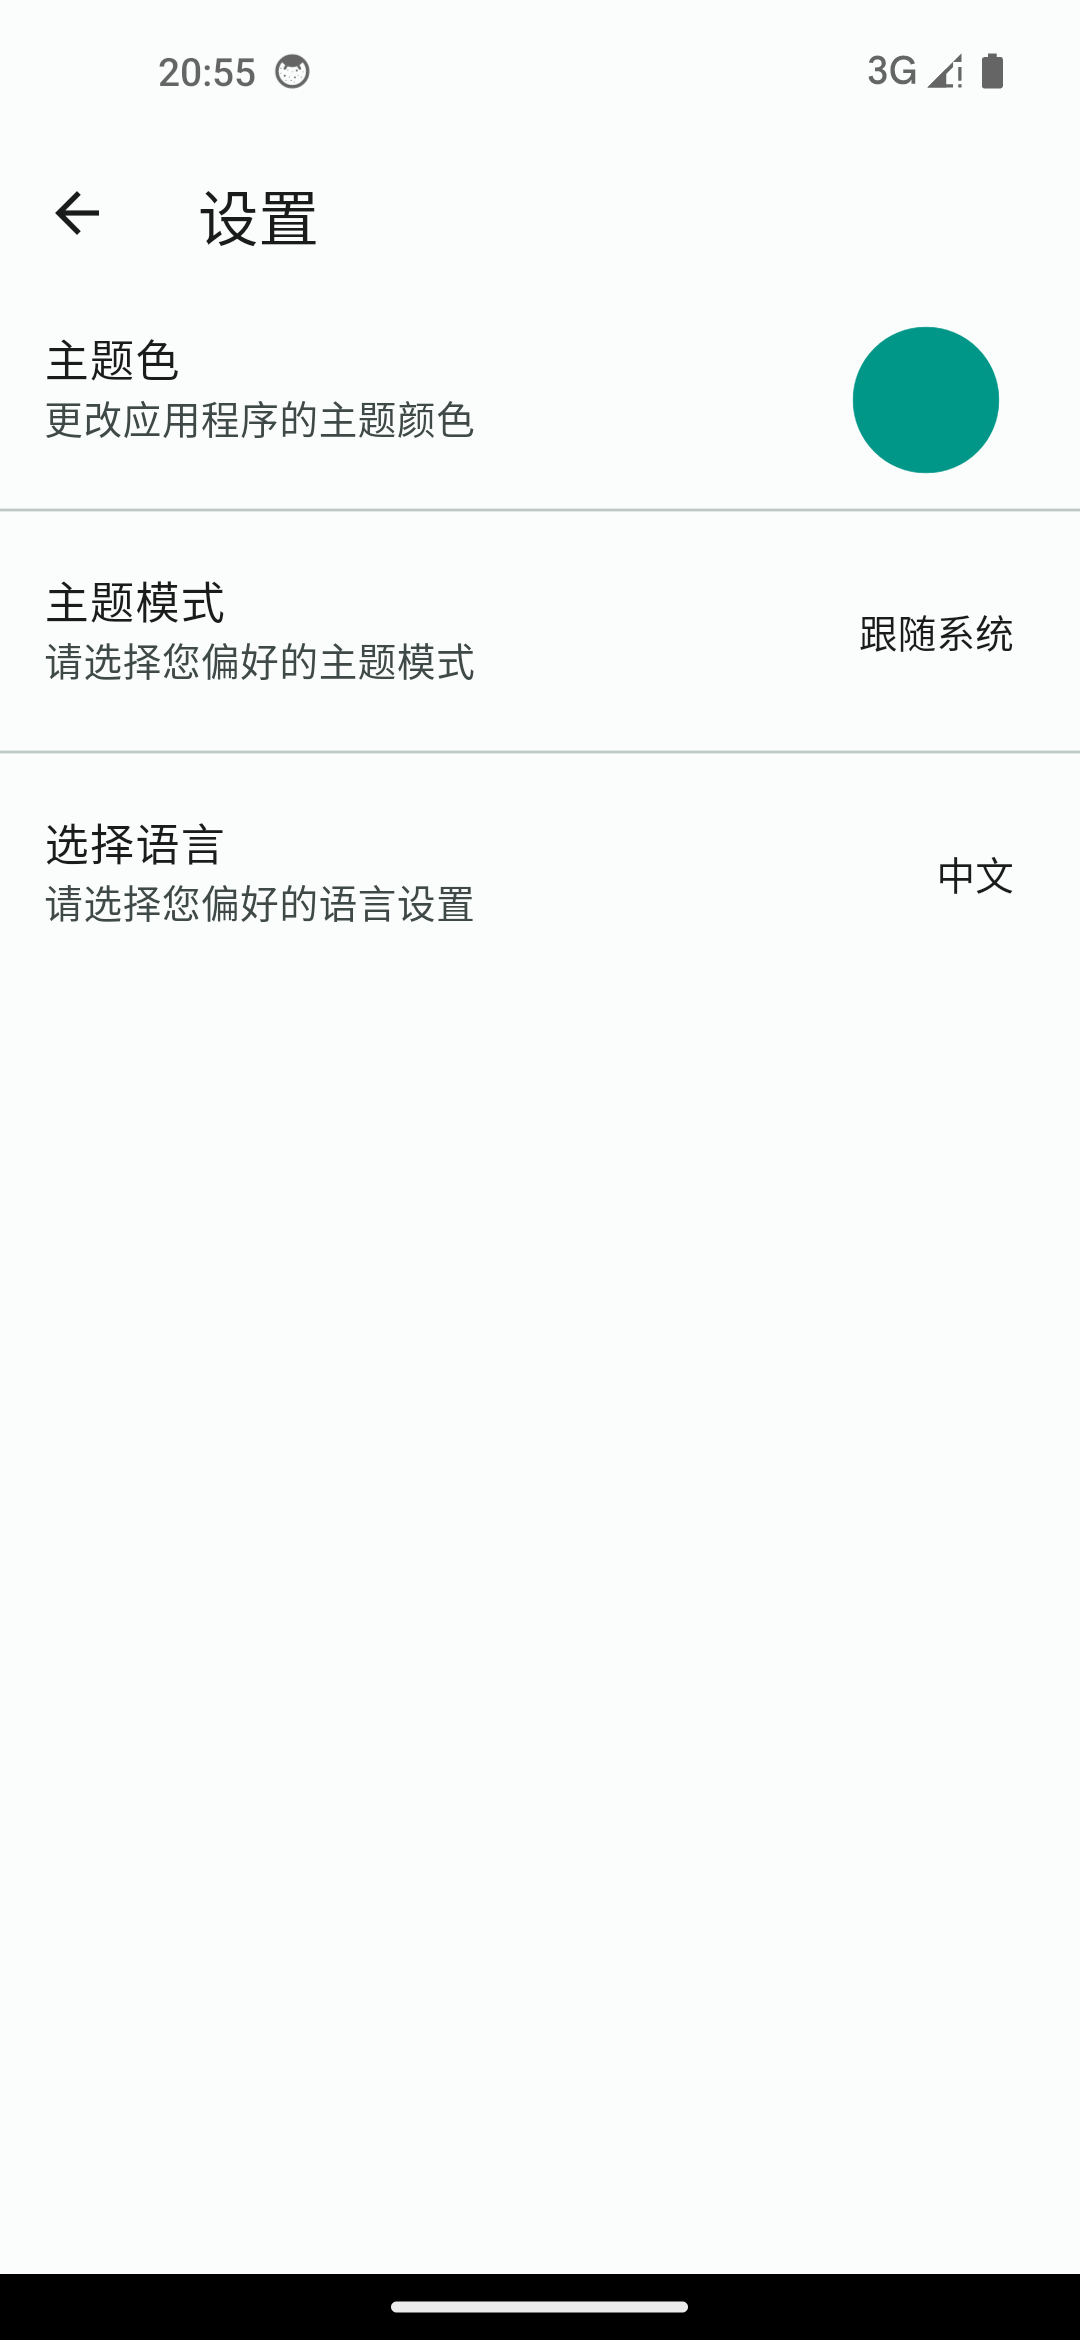 20:55
3G
设置
主题色
更改应用程序的主题颜色
主题模式
请选择您偏好的主题模式
跟随系统
选择语言
请选择您偏好的语言设置
中文